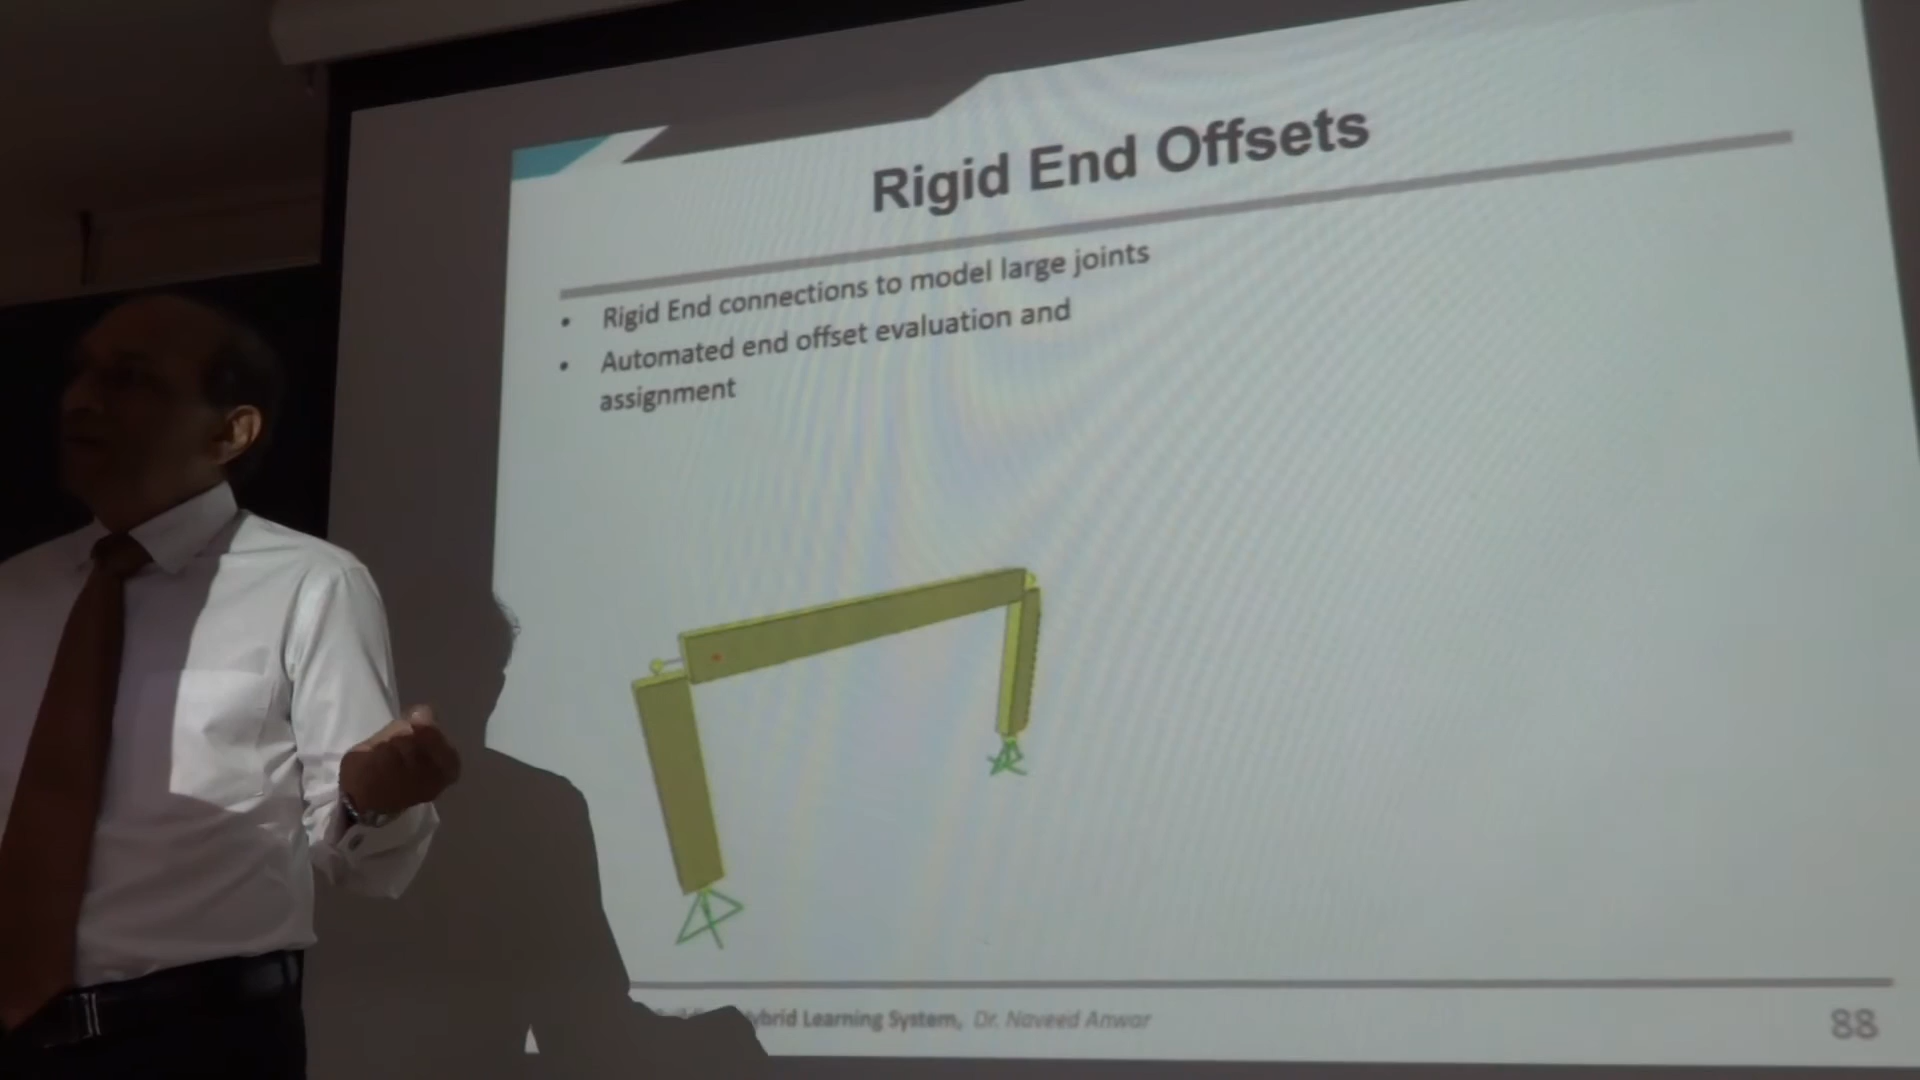 Rigid End Offsets
• Rigid End connections to model large joints
• Automated end offset evaluation and
assignment
Learning System, Dr. Naveed Anwar
88